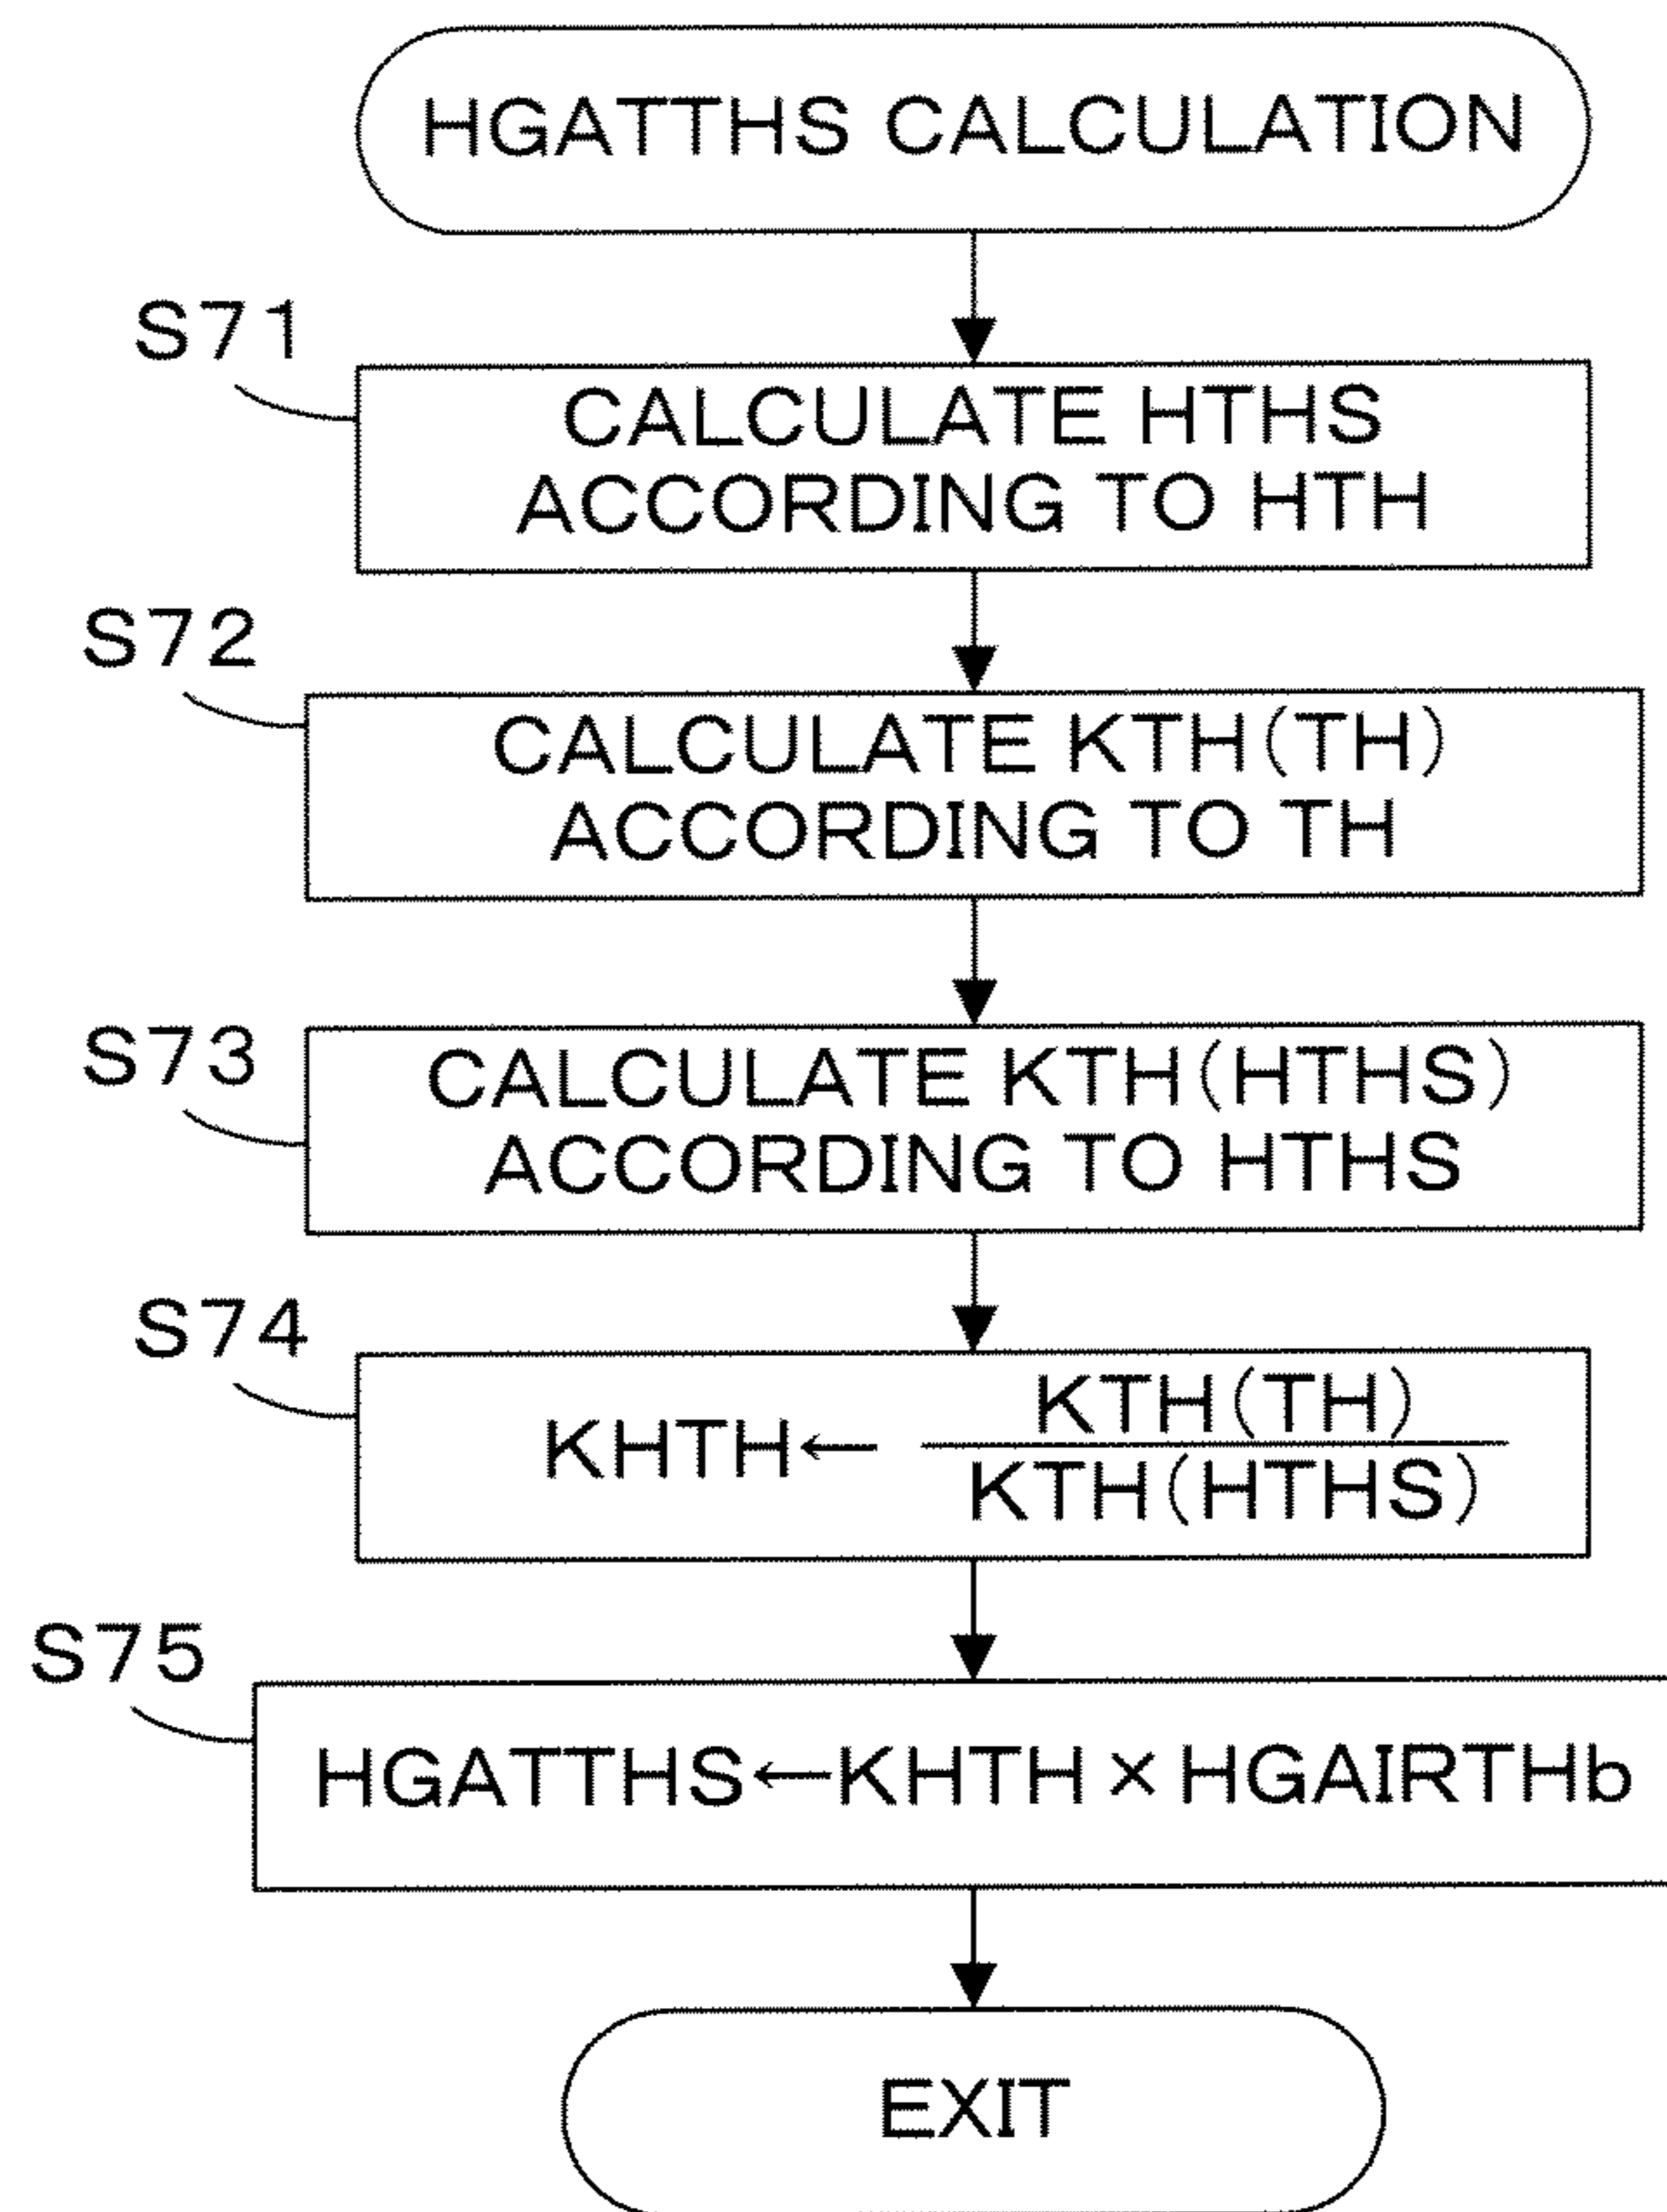 HGATTHS CALCULATION
S71
CALCULATE HTHS
ACCORDING TO HTH
S72
CALCULATE KTH(TH)
ACCORDING TO TH
S73
CALCULATE KTH(HTHS)
ACCORDING TO HTHS
S74
KHTH← KTH(TH)
KTH(HTHS)
S75
HGATTHS←KHTH×HGAIRTHb
EXIT